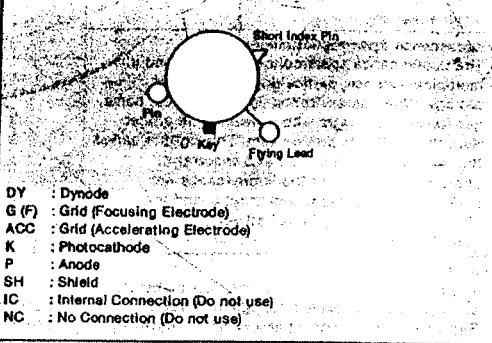 Short Index Pin
Pin
Key
Flying Lead
DY : Dynode
G (F) : Grid (Focusing Electrode)
ACC : Grid (Accelerating Electrode)
K : Photocathode
P : Anode
SH : Shield
IC : Internal Connection (Do not use)
NC : No Connection (Do not use)